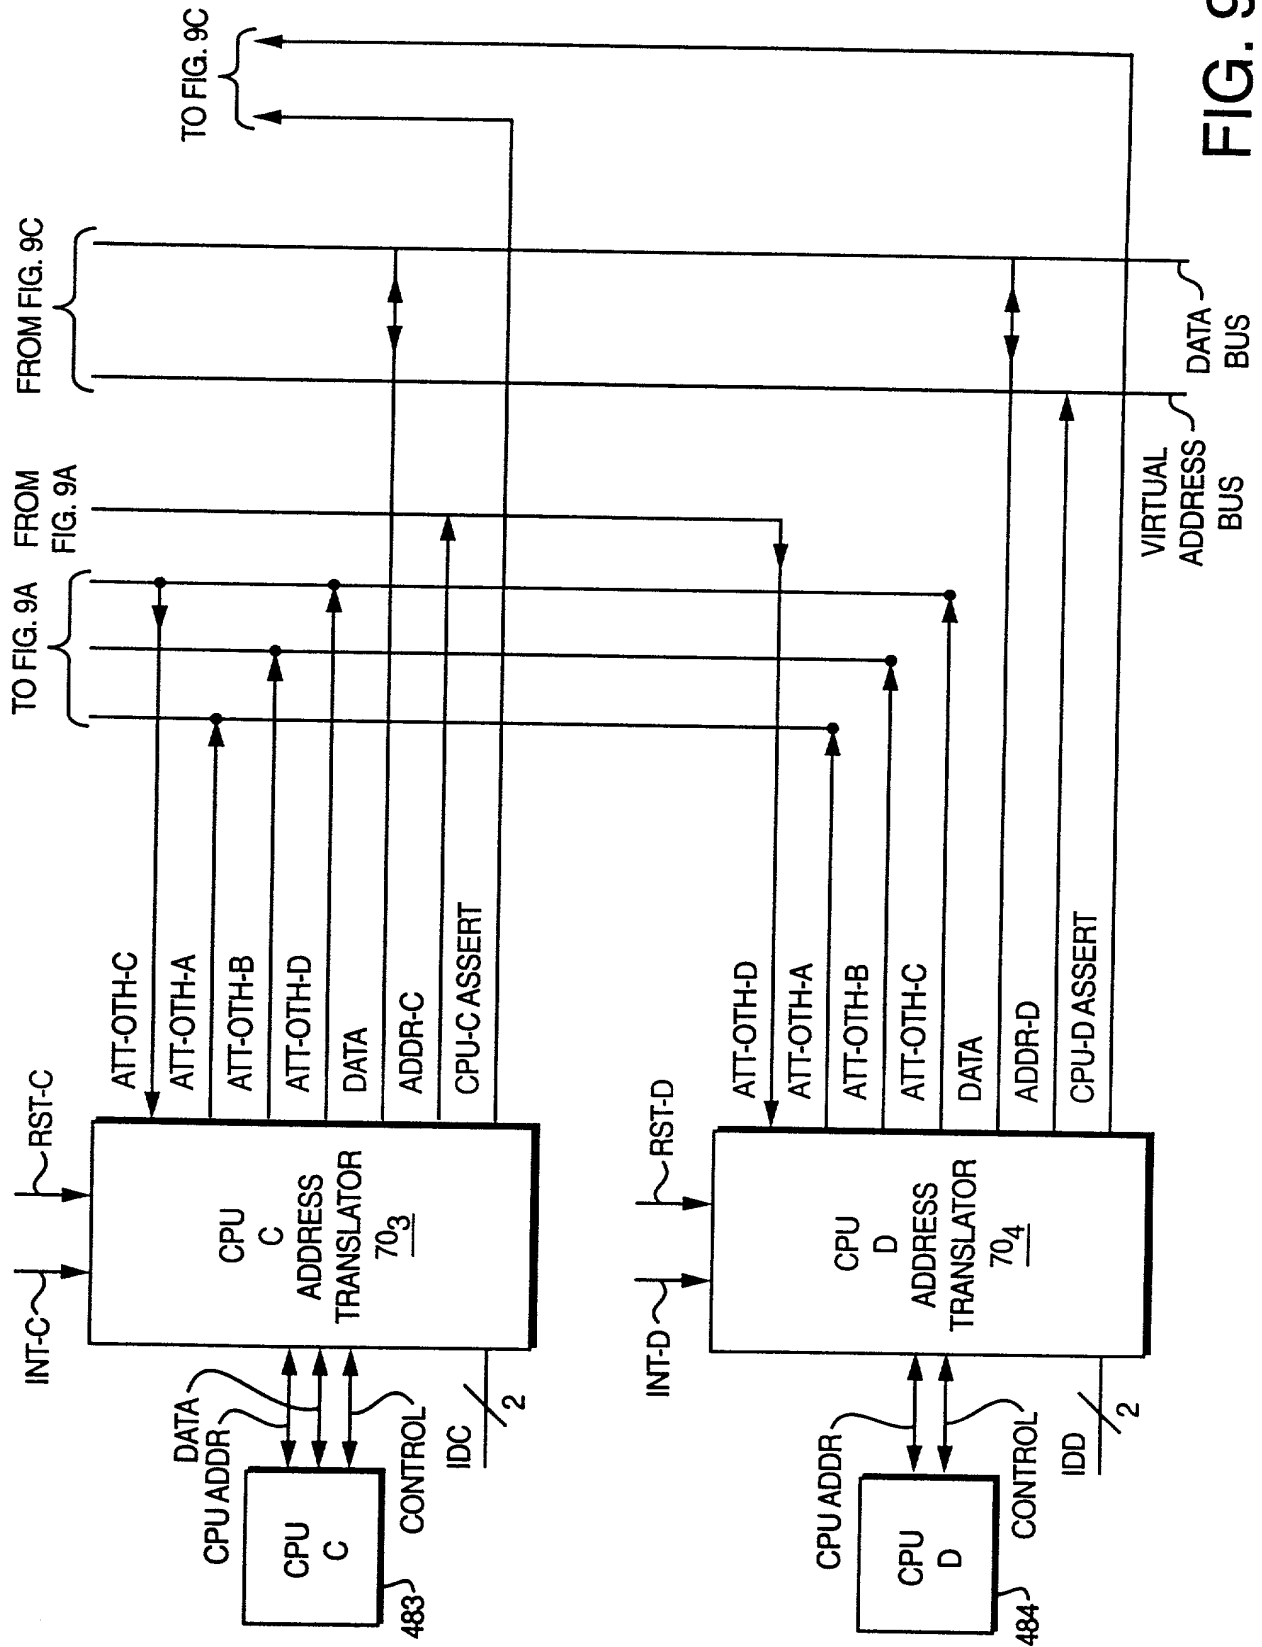 TO FIG. 9A
FROM
FIG. 9A
FROM FIG. 9C
TO FIG. 9C
INT-C
RST-C
CPU
C
ADDRESS
TRANSLATOR
70₃
ATT-OTH-C
ATT-OTH-A
ATT-OTH-B
ATT-OTH-D
DATA
ADDR-C
CPU-C ASSERT
DATA
CPU ADDR
CONTROL
IDC
2
CPU
C
483
INT-D
RST-D
CPU
D
ADDRESS
TRANSLATOR
70₄
ATT-OTH-D
ATT-OTH-A
ATT-OTH-B
ATT-OTH-C
DATA
ADDR-D
CPU-D ASSERT
CPU ADDR
CONTROL
IDD
2
CPU
D
484
VIRTUAL
ADDRESS
BUS
DATA
BUS
FIG. 9